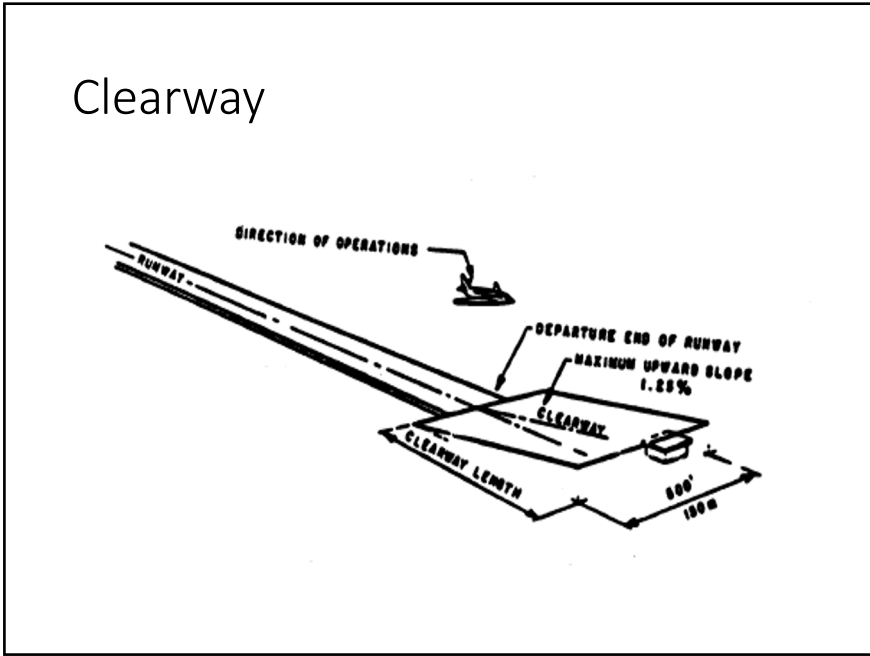 Clearway
DIRECTION OF OPERATIONS
RUNWAY
DEPARTURE END OF RUNWAY
MAXIMUM UPWARD SLOPE
1.25%
CLEARWAY
CLEARWAY LENGTH
500'
150 m